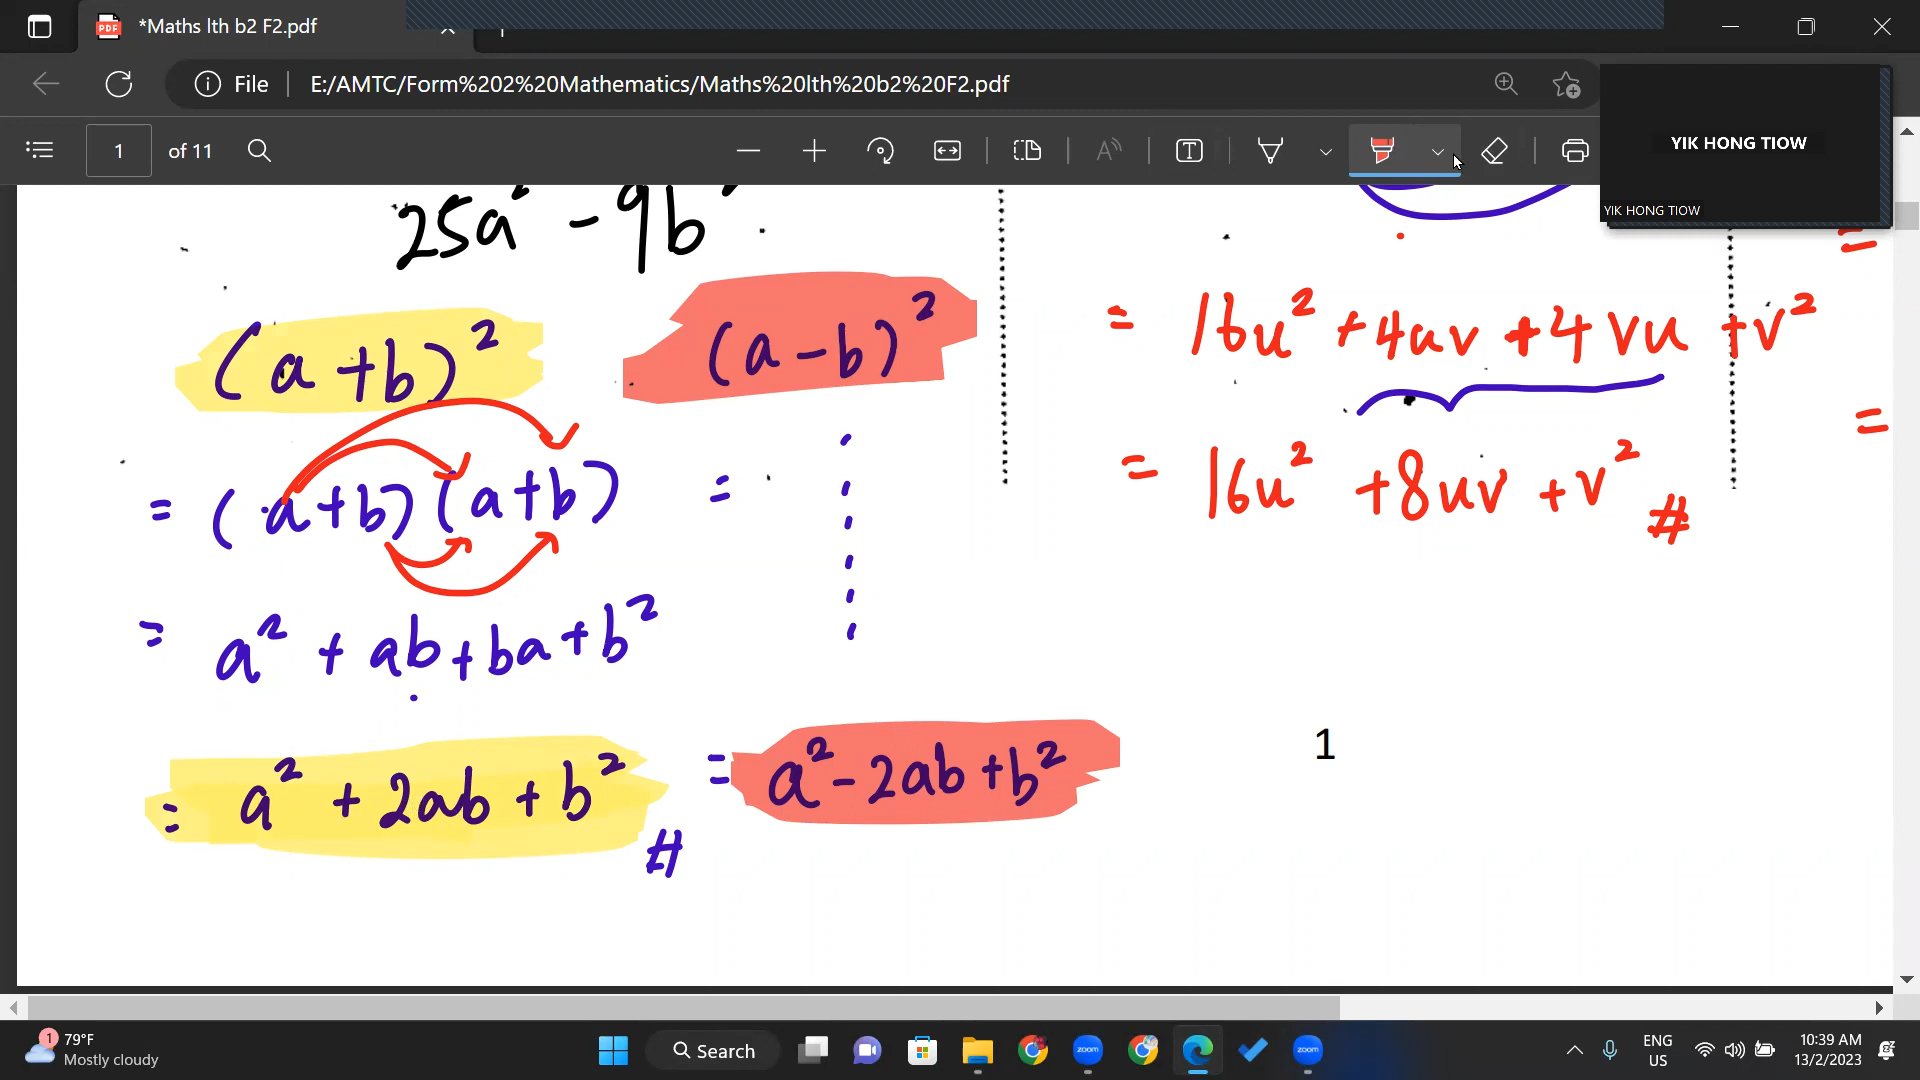 *Maths lth b2 F2.pdf
File E:/AMTC/Form%202%20Mathematics/Maths%20lth%20b2%20F2.pdf
1 of 11
YIK HONG TIOW
YIK HONG TIOW
25a² - 9b²
(a+b)² (a-b)²
= (a+b)(a+b) =
= a² + ab + ba + b²
= a² + 2ab + b² #
= a² - 2ab + b²
=
= 16u² + 4uv + 4vu + v²
=
= 16u² + 8uv + v² #
1
1 79°F
Mostly cloudy
Search
zoom
zoom
ENG
US
10:39 AM
13/2/2023